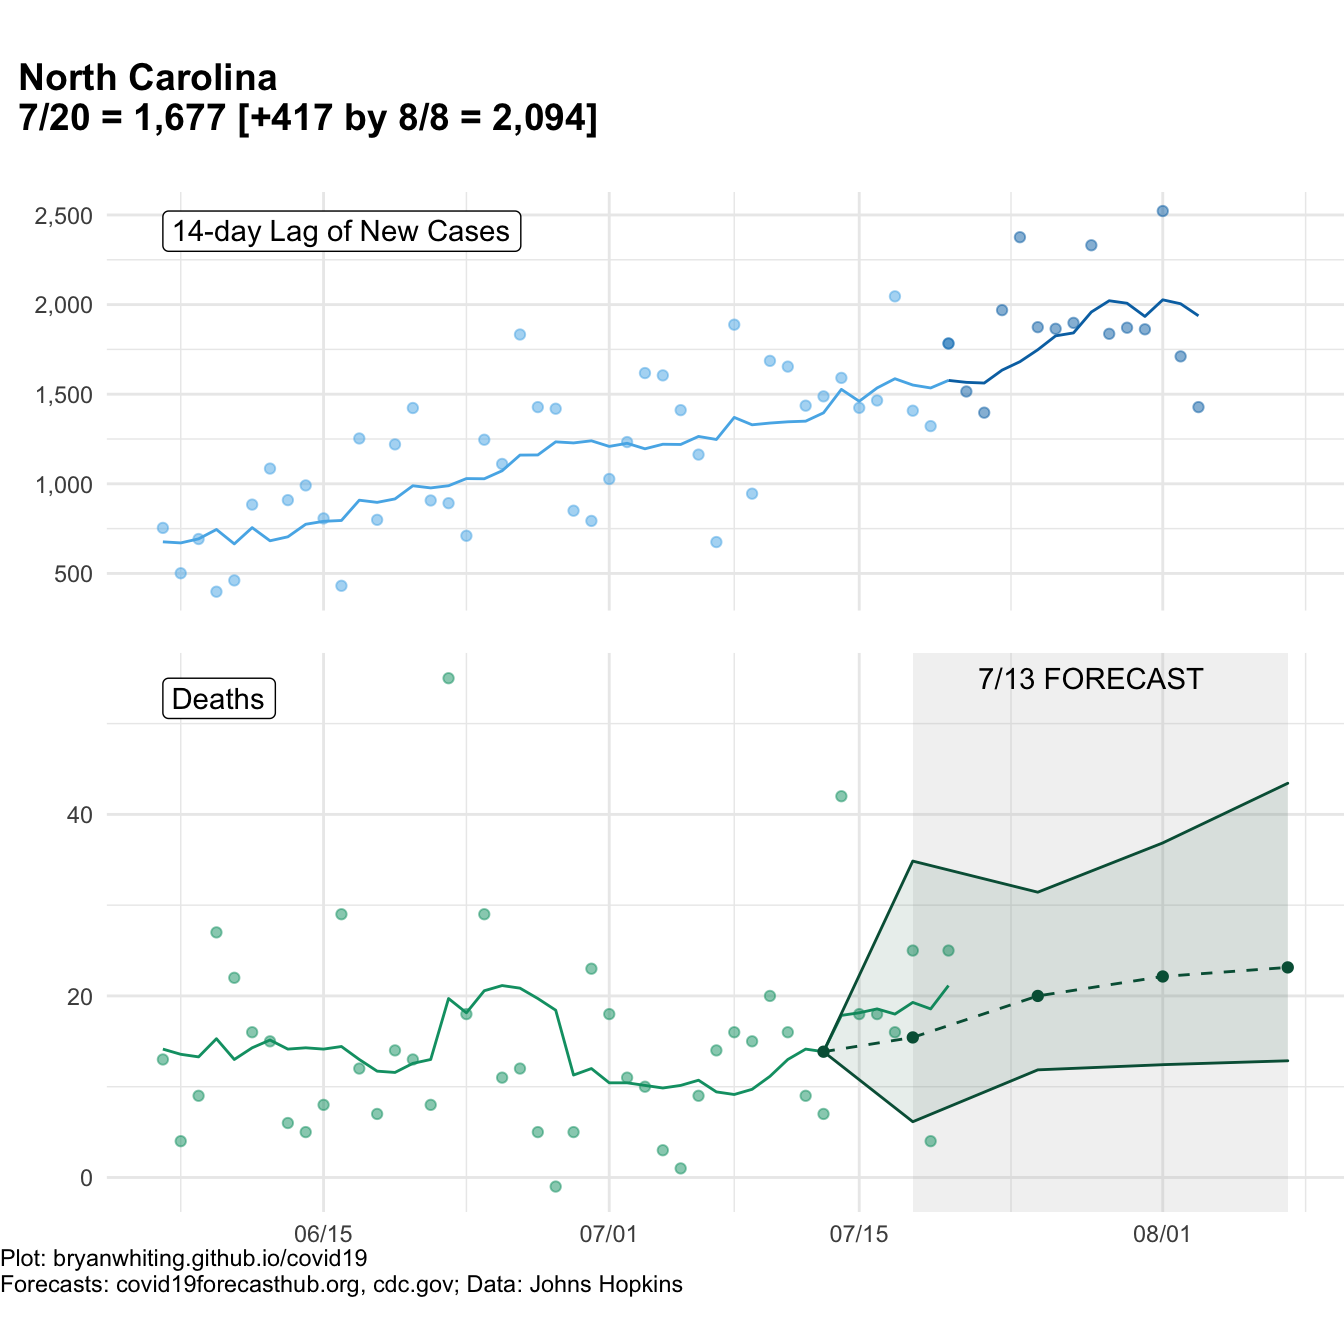 North Carolina
7/20 = 1,677 [+417 by 8/8 = 2,094]
14-day Lag of New Cases
2,500
2,000
1,500
1,000
500
Deaths
7/13 FORECAST
40
20
0
06/15
07/01
07/15
08/01
Plot: bryanwhiting.github.io/covid19
Forecasts: covid19forecasthub.org, cdc.gov; Data: Johns Hopkins